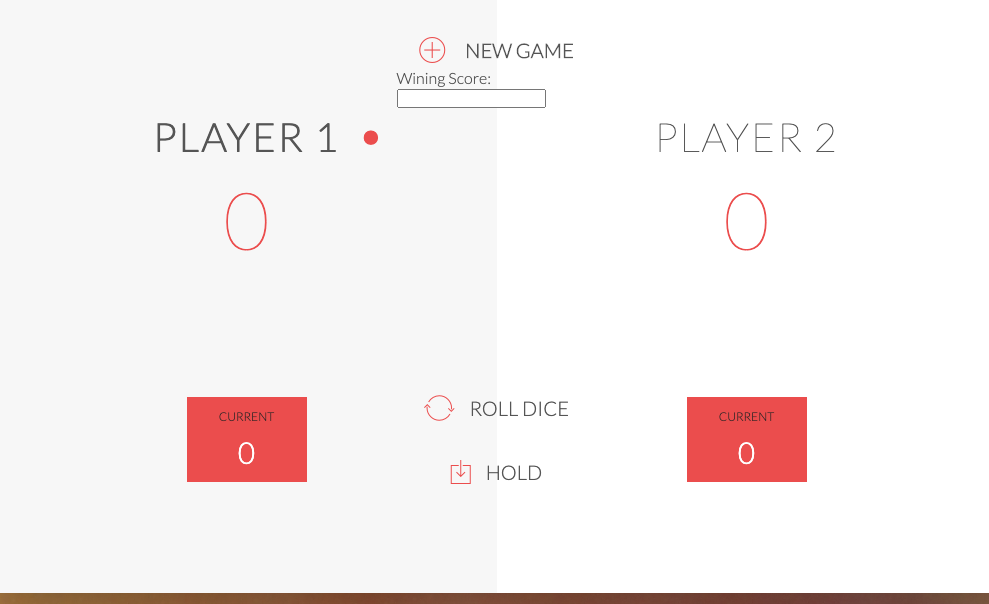 NEW GAME
Wining Score:
PLAYER 1
PLAYER 2
0
0
CURRENT
0
ROLL DICE
HOLD
CURRENT
0